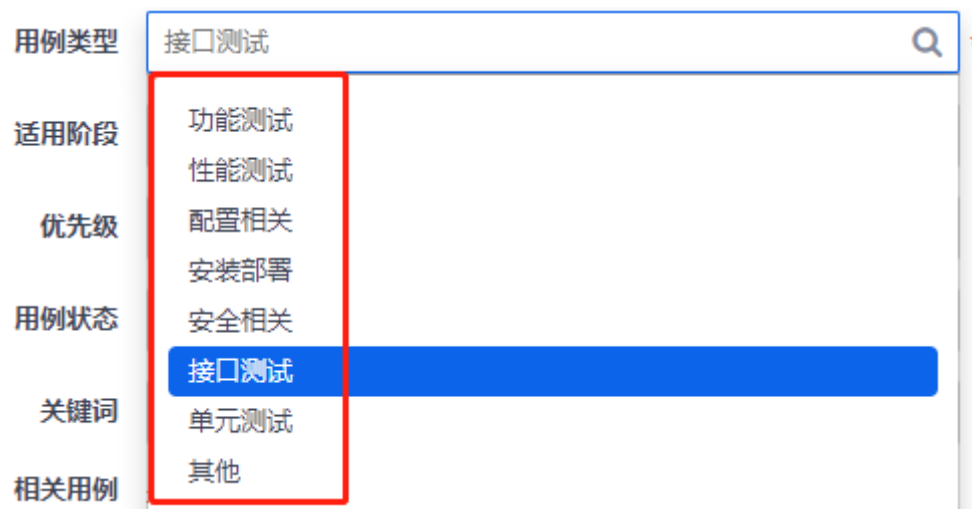 用例类型 接口测试
功能测试
适用阶段
性能测试
优先级 配置相关
安装部署
用例状态 安全相关
接口测试
关键词 单元测试
相关用例 其他